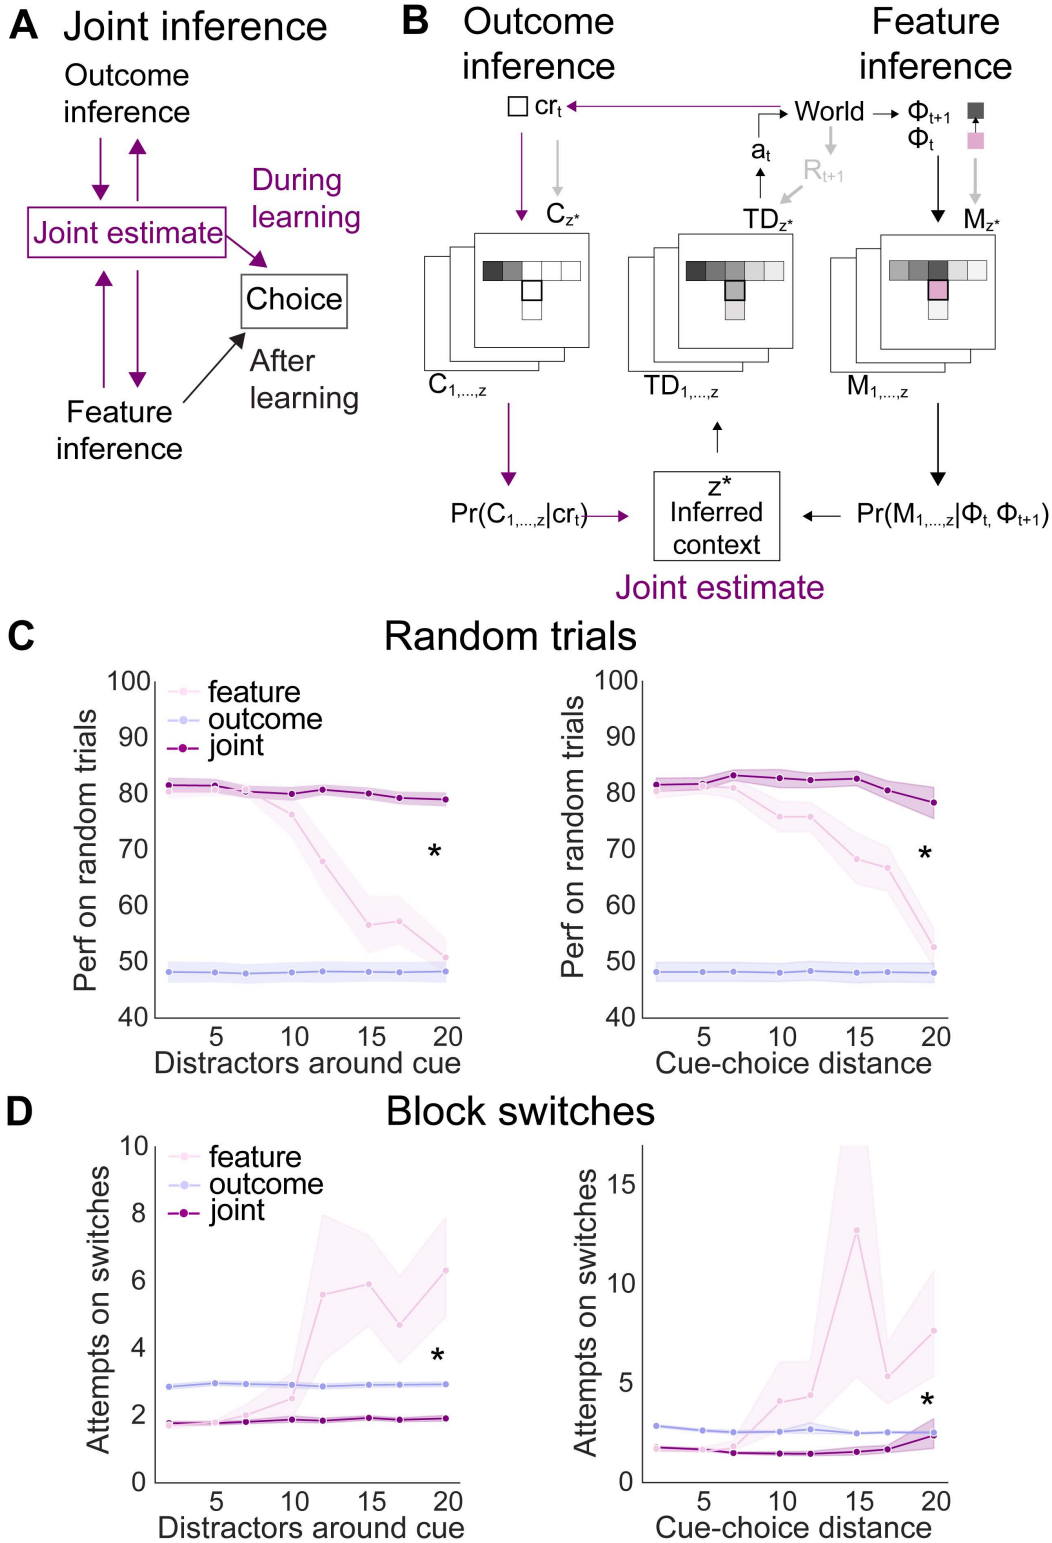 A Joint inference
Outcome
inference
During
learning
Joint estimate
Choice
After
learning
Feature
inference
B Outcome
inference
Feature
inference
cr_t
World
Φ_t+1
Φ_t
a_t
R_t+1
C_z*
TD_z*
M_z*
C_1,...,z
TD_1,...,z
M_1,...,z
Pr(C_1,...,z|cr_t)
z*
Inferred
context
Pr(M_1,...,z|Φ_t, Φ_t+1)
Joint estimate
C Random trials
Perf on random trials
100
90
80
70
60
50
40
feature
outcome
joint
*
5 10 15 20
Distractors around cue
Perf on random trials
100
90
80
70
60
50
40
*
5 10 15 20
Cue-choice distance
D Block switches
Attempts on switches
10
8
6
4
2
0
feature
outcome
joint
*
5 10 15 20
Distractors around cue
Attempts on switches
15
10
5
0
*
5 10 15 20
Cue-choice distance